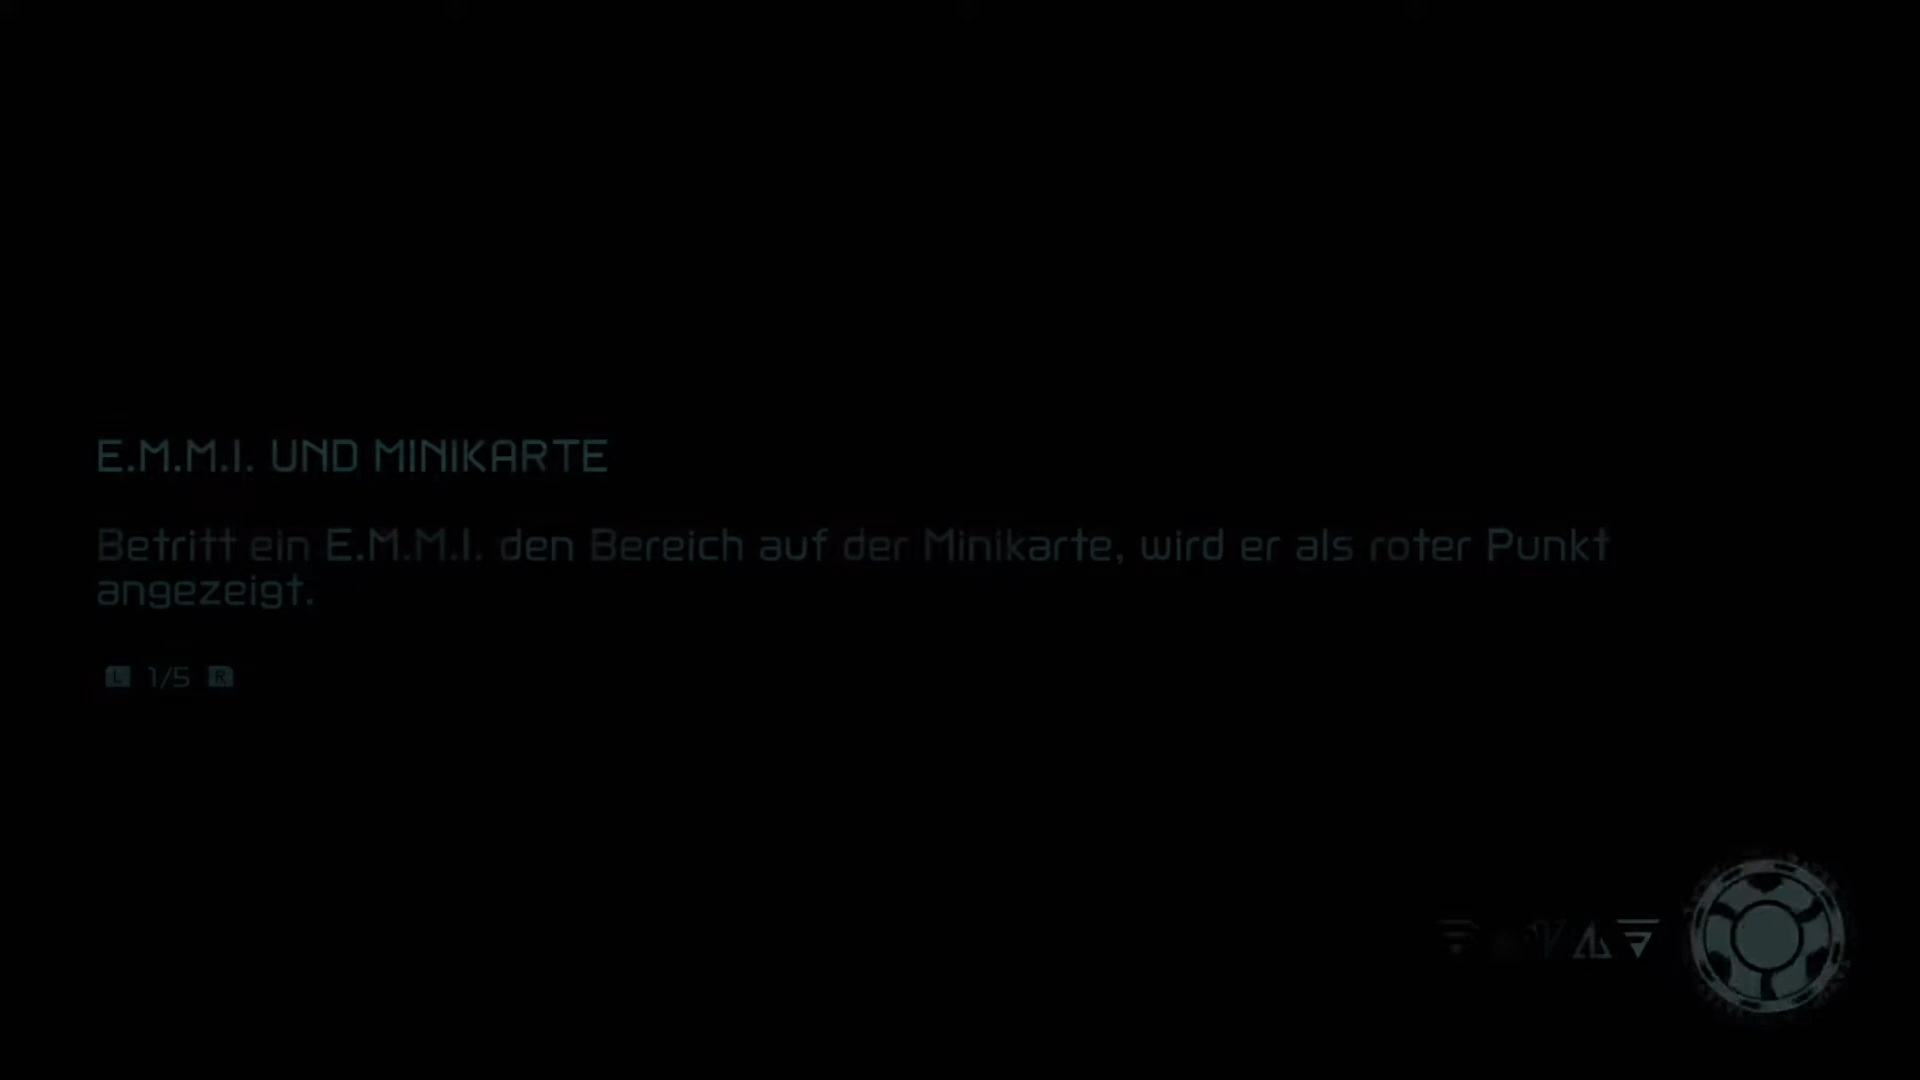 E.M.M.I. UND MINIKARTE
Betritt ein E.M.M.I. den Bereich auf der Minikarte, wird er als roter Punkt
angezeigt.
L 1/5 R